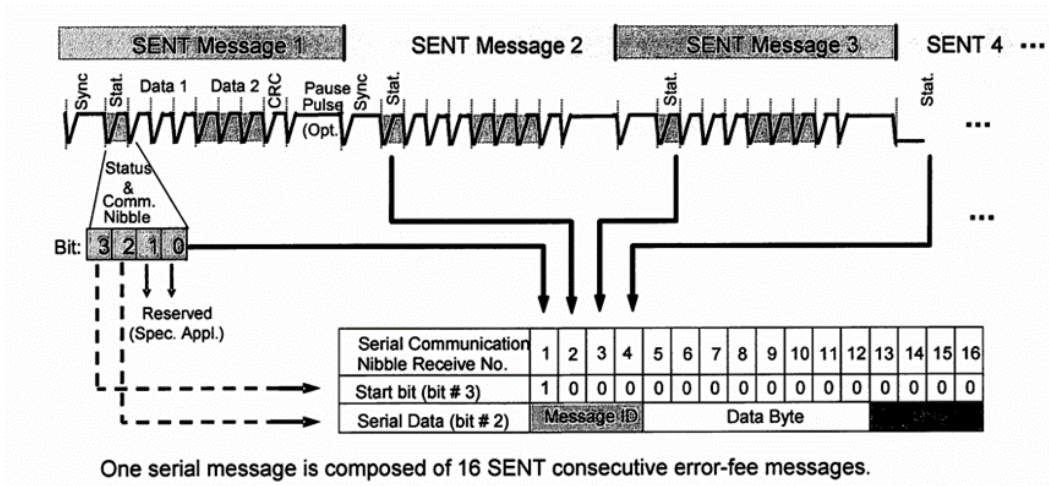 SENT Message 1 SENT Message 2 SENT Message 3 SENT 4 ...
Sync Stat. Data 1 Data 2 CRC Pause Pulse (Opt. Sync Stat. Stat. Stat.
...
Status
&
Comm.
Nibble
...
Bit: 3 2 1 0
Reserved
(Spec. Appl.)
Serial Communication
Nibble Receive No. 1 2 3 4 5 6 7 8 9 10 11 12 13 14 15 16
Start bit (bit # 3) 1 0 0 0 0 0 0 0 0 0 0 0 0 0 0 0
Serial Data (bit # 2) Message ID Data Byte
One serial message is composed of 16 SENT consecutive error-fee messages.